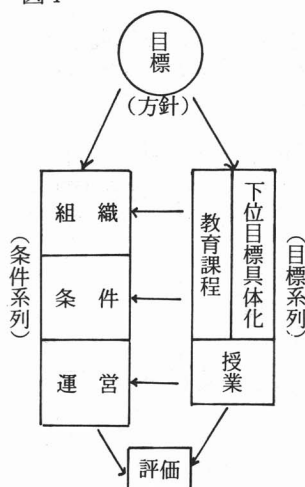 図1
目標
(方針)
組織
条件
運営
(条件系列)
教育課程
下位目標具体化
授業
(目標系列)
評価